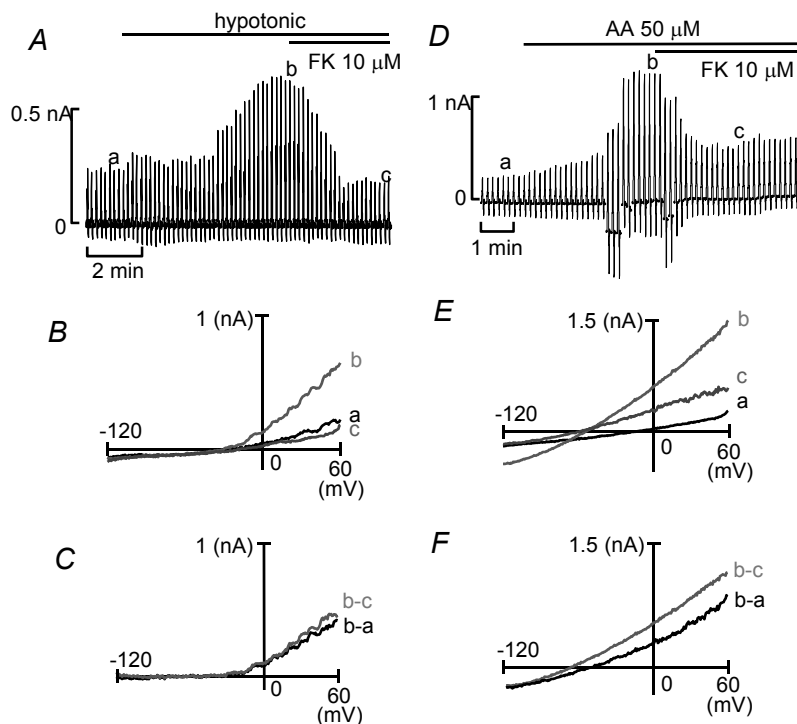 A
hypotonic
FK 10 μM
0.5 nA
0
a
b
c
2 min
D
AA 50 μM
FK 10 μM
1 nA
0
a
b
c
1 min
B
1 (nA)
b
a
c
-120
0
60
(mV)
E
1.5 (nA)
b
c
a
-120
0
60
(mV)
C
1 (nA)
b-c
b-a
-120
0
60
(mV)
F
1.5 (nA)
b-c
b-a
-120
0
60
(mV)